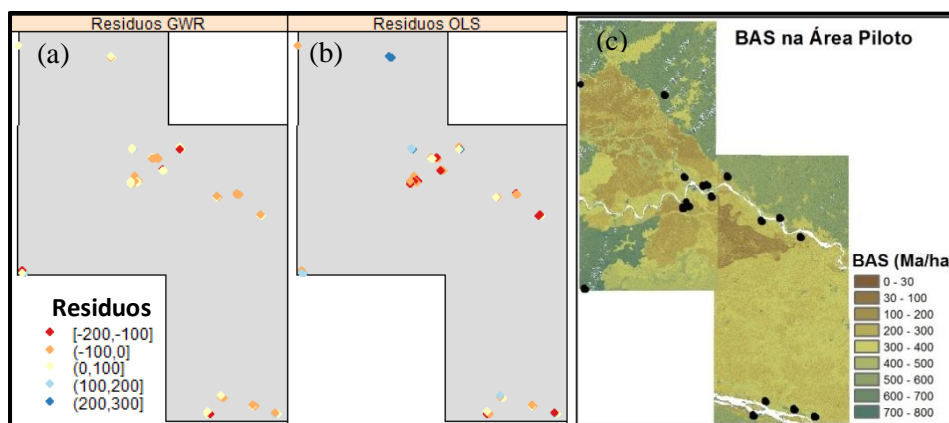 Residuos GWR
Residuos OLS
(a)
(b)
(c)
BAS na Área Piloto
Residuos
[-200,-100]
(-100,0]
(0,100]
(100,200]
(200,300]
BAS (Ma/ha)
0 - 30
30 - 100
100 - 200
200 - 300
300 - 400
400 - 500
500 - 600
600 - 700
700 - 800